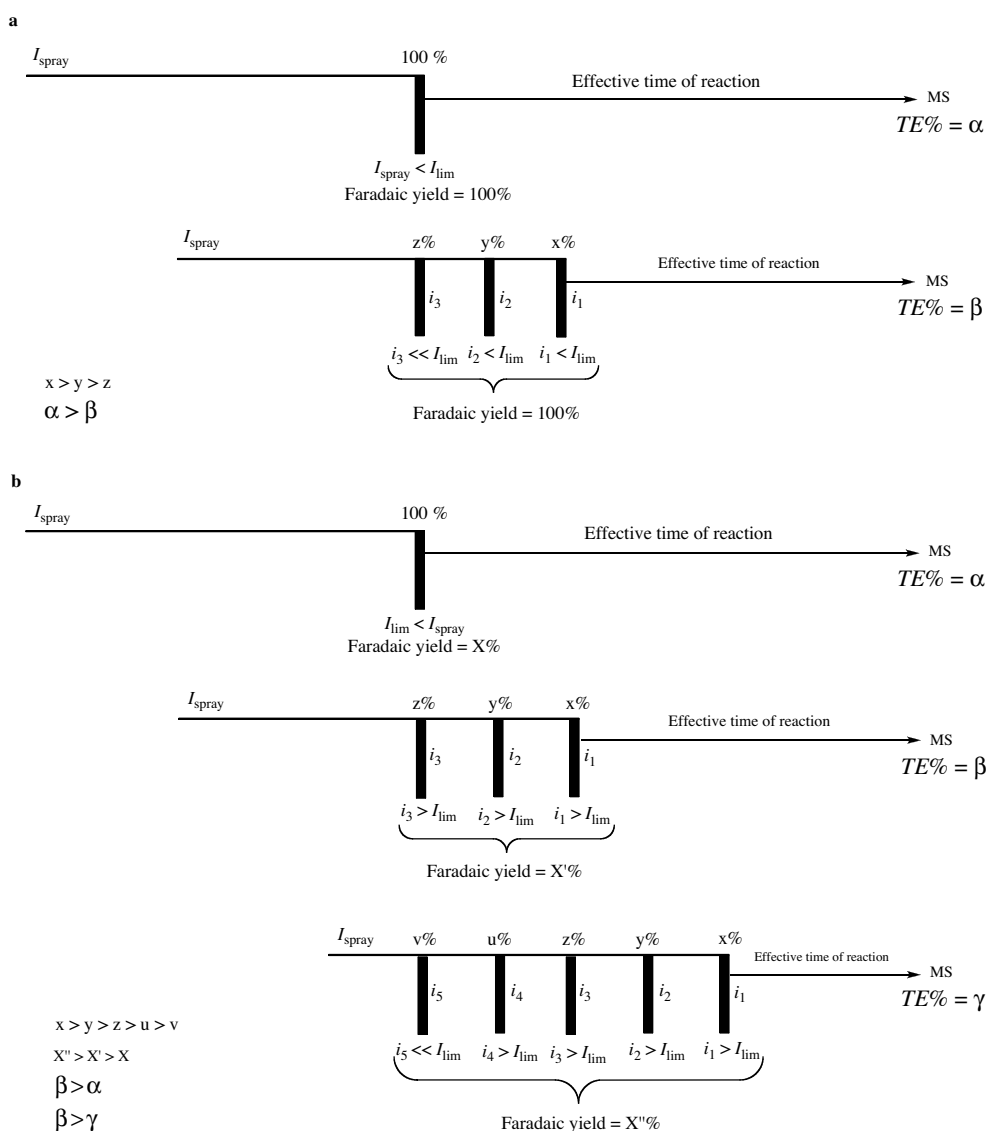 a
I_spray 100 %
Effective time of reaction MS
TE% = α
I_spray < I_lim
Faradaic yield = 100%
I_spray z% y% x%
Effective time of reaction MS
i_3 i_2 i_1
TE% = β
i_3 << I_lim i_2 < I_lim i_1 < I_lim
x > y > z
α > β
Faradaic yield = 100%
b
I_spray 100 %
Effective time of reaction MS
TE% = α
I_lim < I_spray
Faradaic yield = X%
I_spray z% y% x%
Effective time of reaction MS
i_3 i_2 i_1
TE% = β
i_3 > I_lim i_2 > I_lim i_1 > I_lim
Faradaic yield = X'%
I_spray v% u% z% y% x%
Effective time of reaction MS
i_5 i_4 i_3 i_2 i_1
TE% = γ
x > y > z > u > v
i_5 << I_lim i_4 > I_lim i_3 > I_lim i_2 > I_lim i_1 > I_lim
X" > X' > X
β > α
β > γ
Faradaic yield = X"%